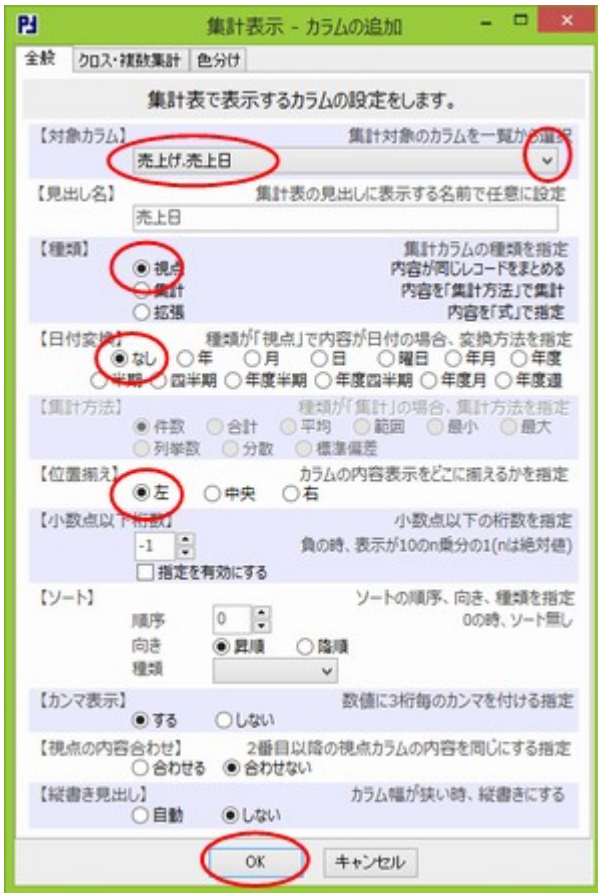 集計表示 - カラムの追加
全般 クロス・複数集計 色分け
集計表で表示するカラムの設定をします。
【対象カラム】 集計対象のカラムを一覧から選択
売上げ.売上日
【見出し名】 集計表の見出しに表示する名前で任意に設定
売上日
【種類】 集計カラムの種類を指定
視点 内容が同じレコードをまとめる
集計 内容を「集計方法」で集計
拡張 内容を「式」で指定
【日付変換】 種類が「視点」で内容が日付の場合、変換方法を指定
なし 年 月 日 曜日 年月 年度
半期 四半期 年度半期 年度四半期 年度月 年度週
【集計方法】 種類が「集計」の場合、集計方法を指定
件数 合計 平均 範囲 最小 最大
列挙数 分散 標準偏差
【位置揃え】 カラムの内容表示をどこに揃えるかを指定
左 中央 右
【小数点以下桁数】 小数点以下の桁数を指定
-1 負の時、表示が10のn乗分の1(nは絶対値)
指定を有効にする
【ソート】 ソートの順序、向き、種類を指定
順序 0 0の時、ソート無し
向き 昇順 降順
種類
【カンマ表示】 数値に3桁毎のカンマを付ける指定
する しない
【視点の内容合わせ】 2番目以降の視点カラムの内容を同じにする指定
合わせる 合わせない
【縦書き見出し】 カラム幅が狭い時、縦書きにする
自動 しない
OK キャンセル